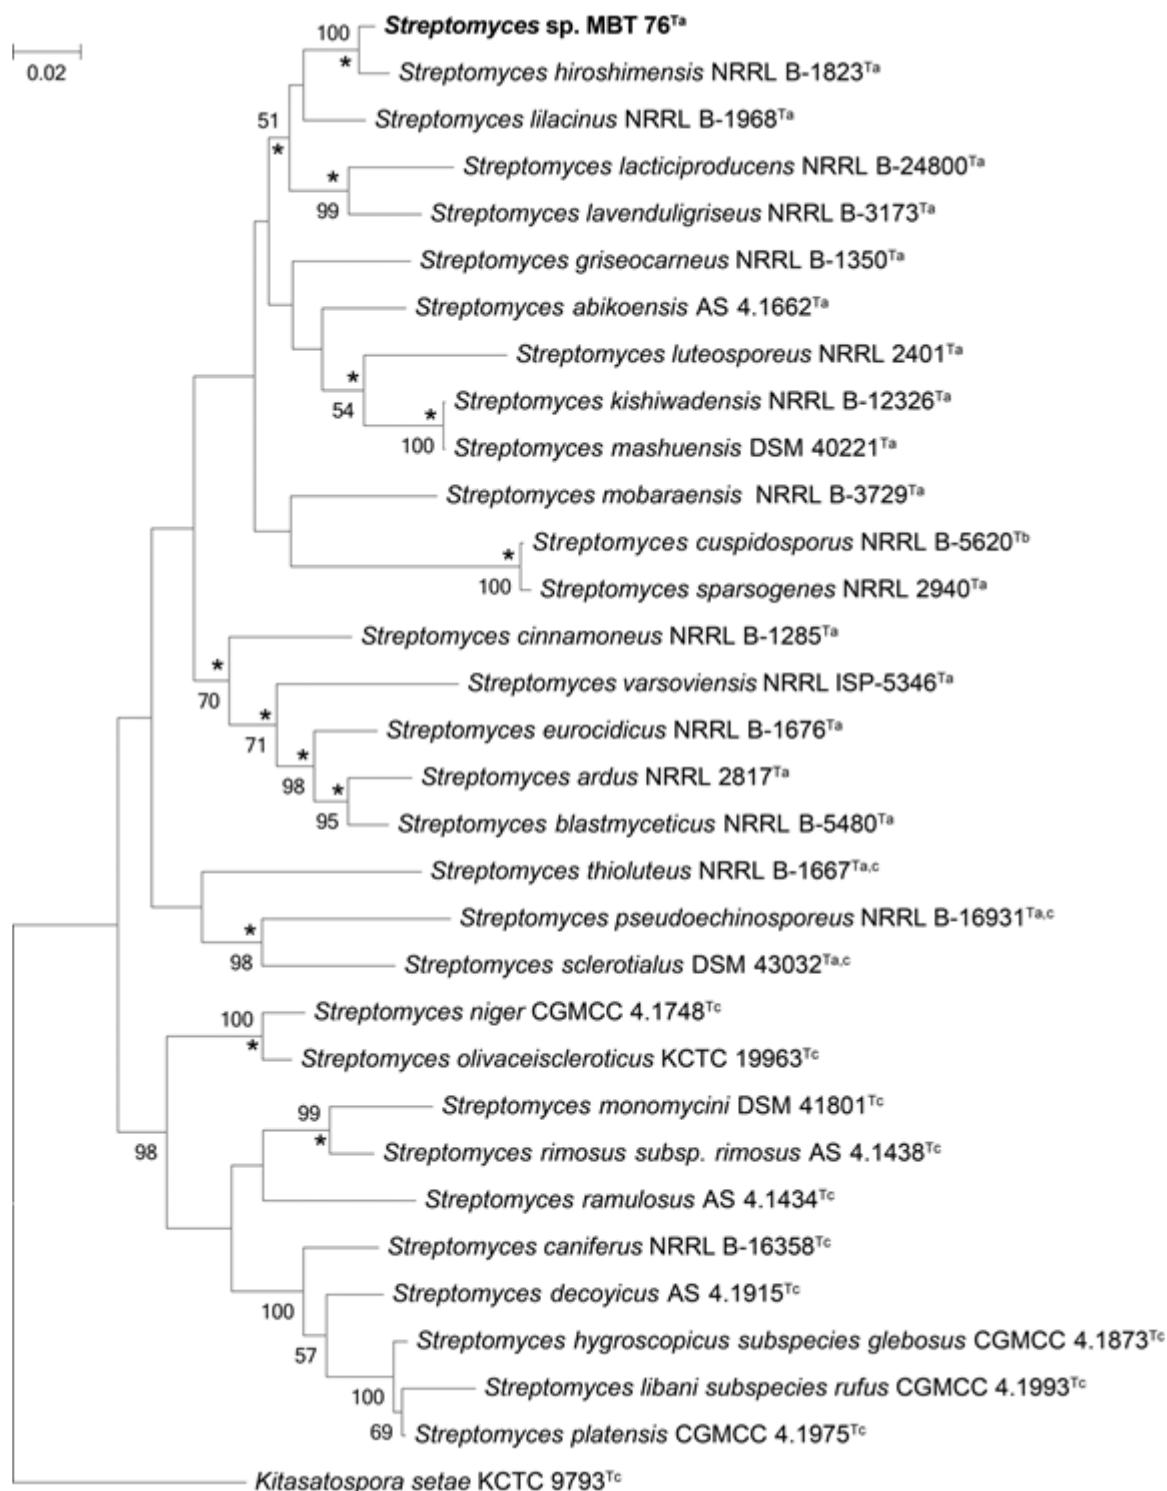 Streptomyces sp. MBT 76Ta
100
*
0.02
Streptomyces hiroshimensis NRRL B-1823Ta
Streptomyces lilacinus NRRL B-1968Ta
51
*
Streptomyces lacticiproducens NRRL B-24800Ta
*
99
Streptomyces lavenduligriseus NRRL B-3173Ta
Streptomyces griseocarneus NRRL B-1350Ta
Streptomyces abikoensis AS 4.1662Ta
Streptomyces luteosporeus NRRL 2401Ta
*
54
Streptomyces kishiwadensis NRRL B-12326Ta
*
100
Streptomyces mashuensis DSM 40221Ta
Streptomyces mobaraensis NRRL B-3729Ta
Streptomyces cuspidosporus NRRL B-5620Tb
*
100
Streptomyces sparsogenes NRRL 2940Ta
Streptomyces cinnamoneus NRRL B-1285Ta
*
70
Streptomyces varsoviensis NRRL ISP-5346Ta
*
71
Streptomyces eurocidicus NRRL B-1676Ta
*
98
Streptomyces ardus NRRL 2817Ta
*
95
Streptomyces blastmyceticus NRRL B-5480Ta
Streptomyces thioluteus NRRL B-1667Ta,c
Streptomyces pseudoechinosporeus NRRL B-16931Ta,c
*
98
Streptomyces sclerotialus DSM 43032Ta,c
Streptomyces niger CGMCC 4.1748Tc
100
*
Streptomyces olivaceiscleroticus KCTC 19963Tc
Streptomyces monomycini DSM 41801Tc
99
*
98
Streptomyces rimosus subsp. rimosus AS 4.1438Tc
Streptomyces ramulosus AS 4.1434Tc
Streptomyces caniferus NRRL B-16358Tc
100
Streptomyces decoyicus AS 4.1915Tc
57
Streptomyces hygroscopicus subspecies glebosus CGMCC 4.1873Tc
100
Streptomyces libani subspecies rufus CGMCC 4.1993Tc
69
Streptomyces platensis CGMCC 4.1975Tc
Kitasatospora setae KCTC 9793Tc